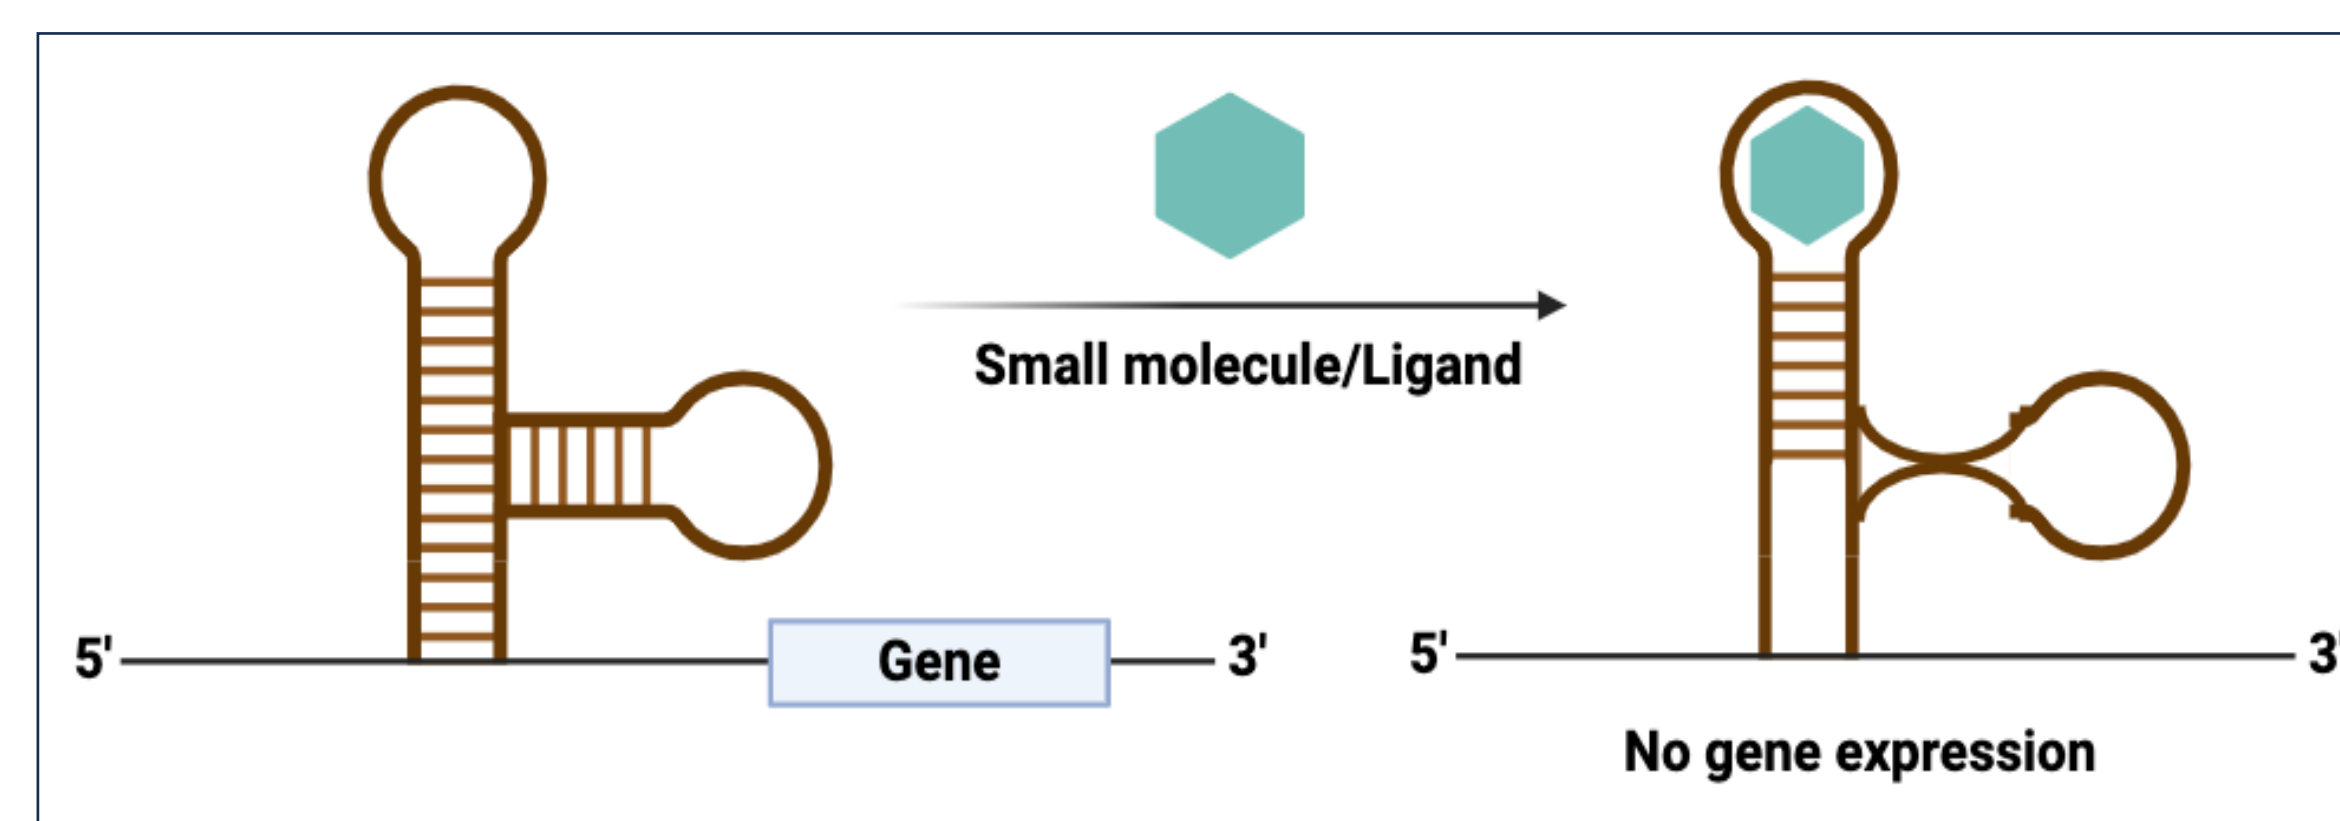 Small molecule/Ligand
5'
Gene
3'
5'
3'
No gene expression